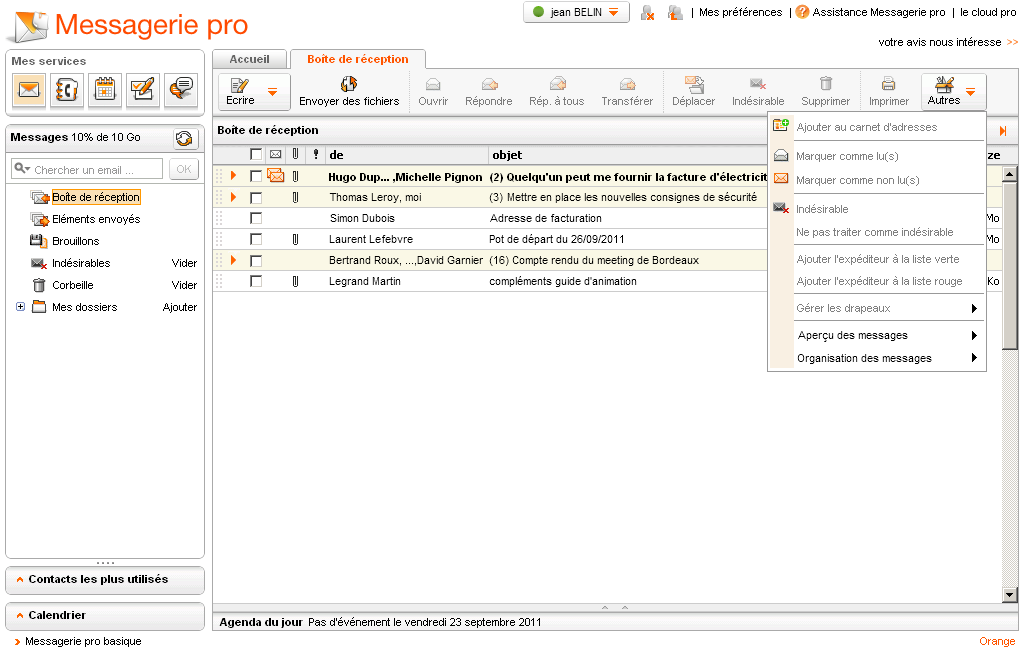 Messagerie pro
jean BELIN | Mes préférences | Assistance Messagerie pro | le cloud pro
votre avis nous intéresse >>
Mes services
Accueil Boîte de réception
Ecrire Envoyer des fichiers Ouvrir Répondre Rép. à tous Transférer Déplacer Indésirable Supprimer Imprimer Autres
Messages 10% de 10 Go
Chercher un email ... OK
Boîte de réception
Eléments envoyés
Brouillons
Indésirables Vider
Corbeille Vider
Mes dossiers Ajouter
Boîte de réception
de objet ze
Hugo Dup... ,Michelle Pignon (2) Quelqu'un peut me fournir la facture d'électricit
Thomas Leroy, moi (3) Mettre en place les nouvelles consignes de sécurité
Simon Dubois Adresse de facturation Mo
Laurent Lefebvre Pot de départ du 26/09/2011 Mo
Bertrand Roux, ...,David Garnier (16) Compte rendu du meeting de Bordeaux
Legrand Martin compléments guide d'animation Ko
Ajouter au carnet d'adresses
Marquer comme lu(s)
Marquer comme non lu(s)
Indésirable
Ne pas traiter comme indésirable
Ajouter l'expéditeur à la liste verte
Ajouter l'expéditeur à la liste rouge
Gérer les drapeaux
Aperçu des messages
Organisation des messages
Contacts les plus utilisés
Calendrier
Agenda du jour Pas d'événement le vendredi 23 septembre 2011
Messagerie pro basique
Orange